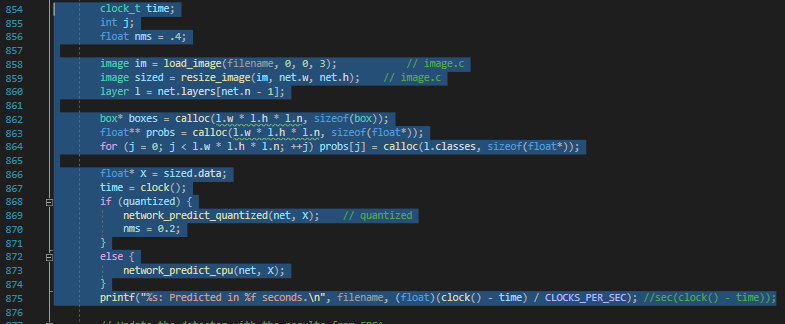 854 clock_t time;
855 int j;
856 float nms = .4;
857
858 image im = load_image(filename, 0, 0, 3); // image.c
859 image sized = resize_image(im, net.w, net.h); // image.c
860 layer l = net.layers[net.n - 1];
861
862 box* boxes = calloc(l.w * l.h * l.n, sizeof(box));
863 float** probs = calloc(l.w * l.h * l.n, sizeof(float*));
864 for (j = 0; j < l.w * l.h * l.n; ++j) probs[j] = calloc(l.classes, sizeof(float*));
865
866 float* X = sized.data;
867 time = clock();
868 if (quantized) {
869 network_predict_quantized(net, X); // quantized
870 nms = 0.2;
871 }
872 else {
873 network_predict_cpu(net, X);
874 }
875 printf("%s: Predicted in %f seconds.\n", filename, (float)(clock() - time) / CLOCKS_PER_SEC); //sec(clock() - time));